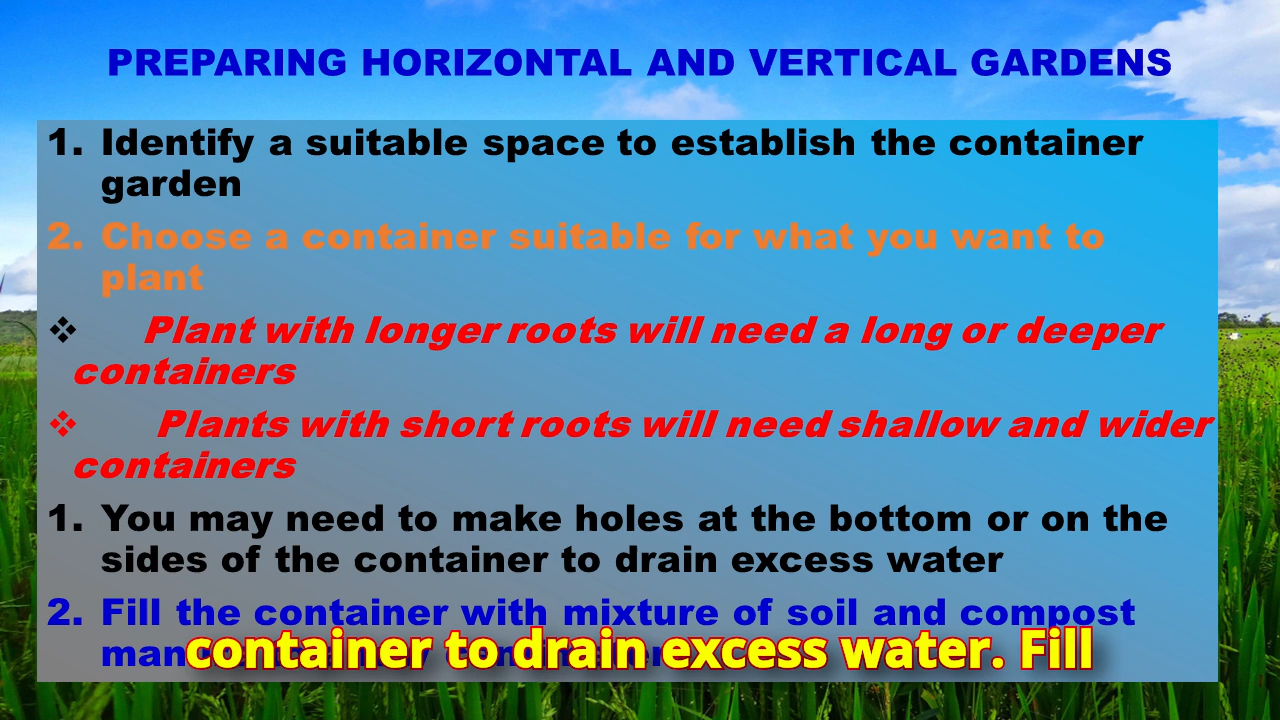 PREPARING HORIZONTAL AND VERTICAL GARDENS
1. Identify a suitable space to establish the container
garden
2. Choose a container suitable for what you want to
plant
❖ Plant with longer roots will need a long or deeper
containers
❖ Plants with short roots will need shallow and wider
containers
1. You may need to make holes at the bottom or on the
sides of the container to drain excess water
2. Fill the container with mixture of soil and compost
container to drain excess water. Fill